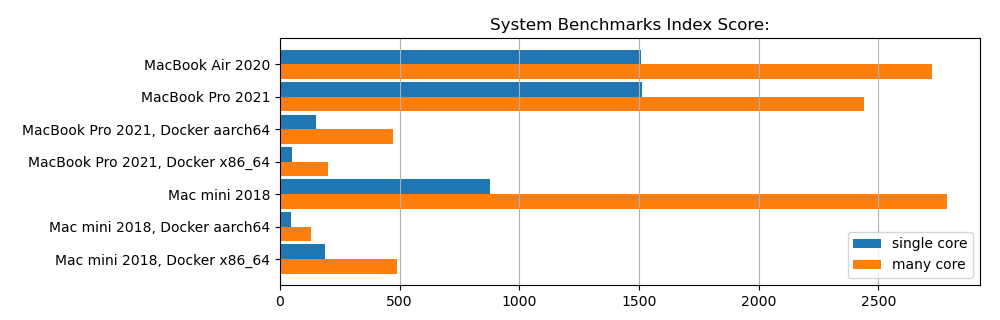 System Benchmarks Index Score:
MacBook Air 2020
MacBook Pro 2021
MacBook Pro 2021, Docker aarch64
MacBook Pro 2021, Docker x86_64
Mac mini 2018
Mac mini 2018, Docker aarch64
Mac mini 2018, Docker x86_64
single core
many core
0 500 1000 1500 2000 2500